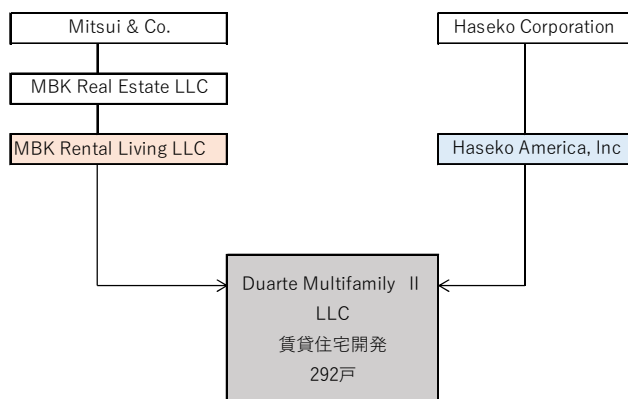 Mitsui & Co.
Haseko Corporation
MBK Real Estate LLC
MBK Rental Living LLC
Haseko America, Inc
Duarte Multifamily Ⅱ
LLC
賃貸住宅開発
292戸